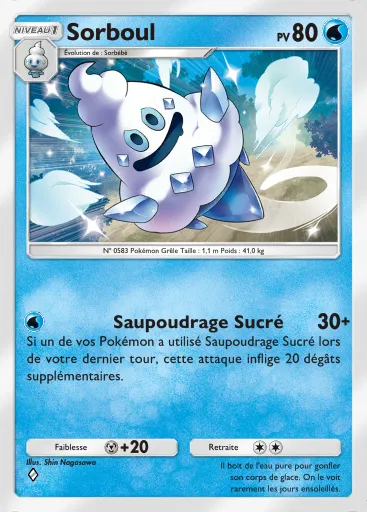 NIVEAU 1
Sorboul
PV 80
Évolution de : Sorbébé
N° 0583 Pokémon Grêle Taille : 1,1 m Poids : 41,0 kg
Saupoudrage Sucré 30+
Si un de vos Pokémon a utilisé Saupoudrage Sucré lors
de votre dernier tour, cette attaque inflige 20 dégâts
supplémentaires.
Faiblesse +20 Retraite
Illus. Shin Nagasawa
Il boit de l'eau pure pour gonfler
son corps de glace. On le voit
rarement les jours ensoleillés.